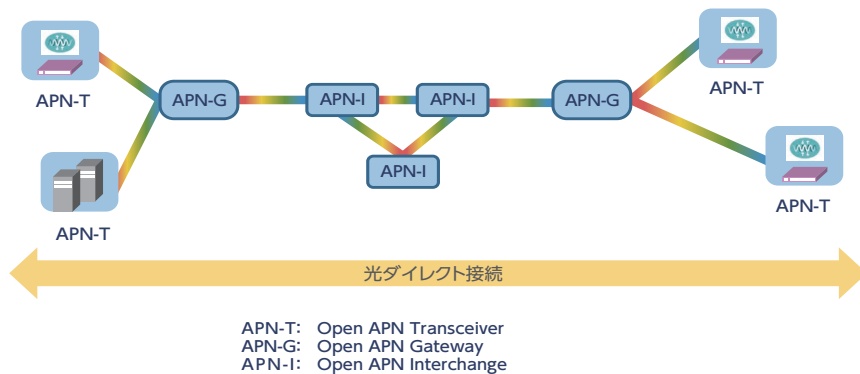 APN-T
APN-G
APN-I
APN-I
APN-G
APN-T
APN-I
APN-T
APN-T
光ダイレクト接続
APN-T: Open APN Transceiver
APN-G: Open APN Gateway
APN-I: Open APN Interchange